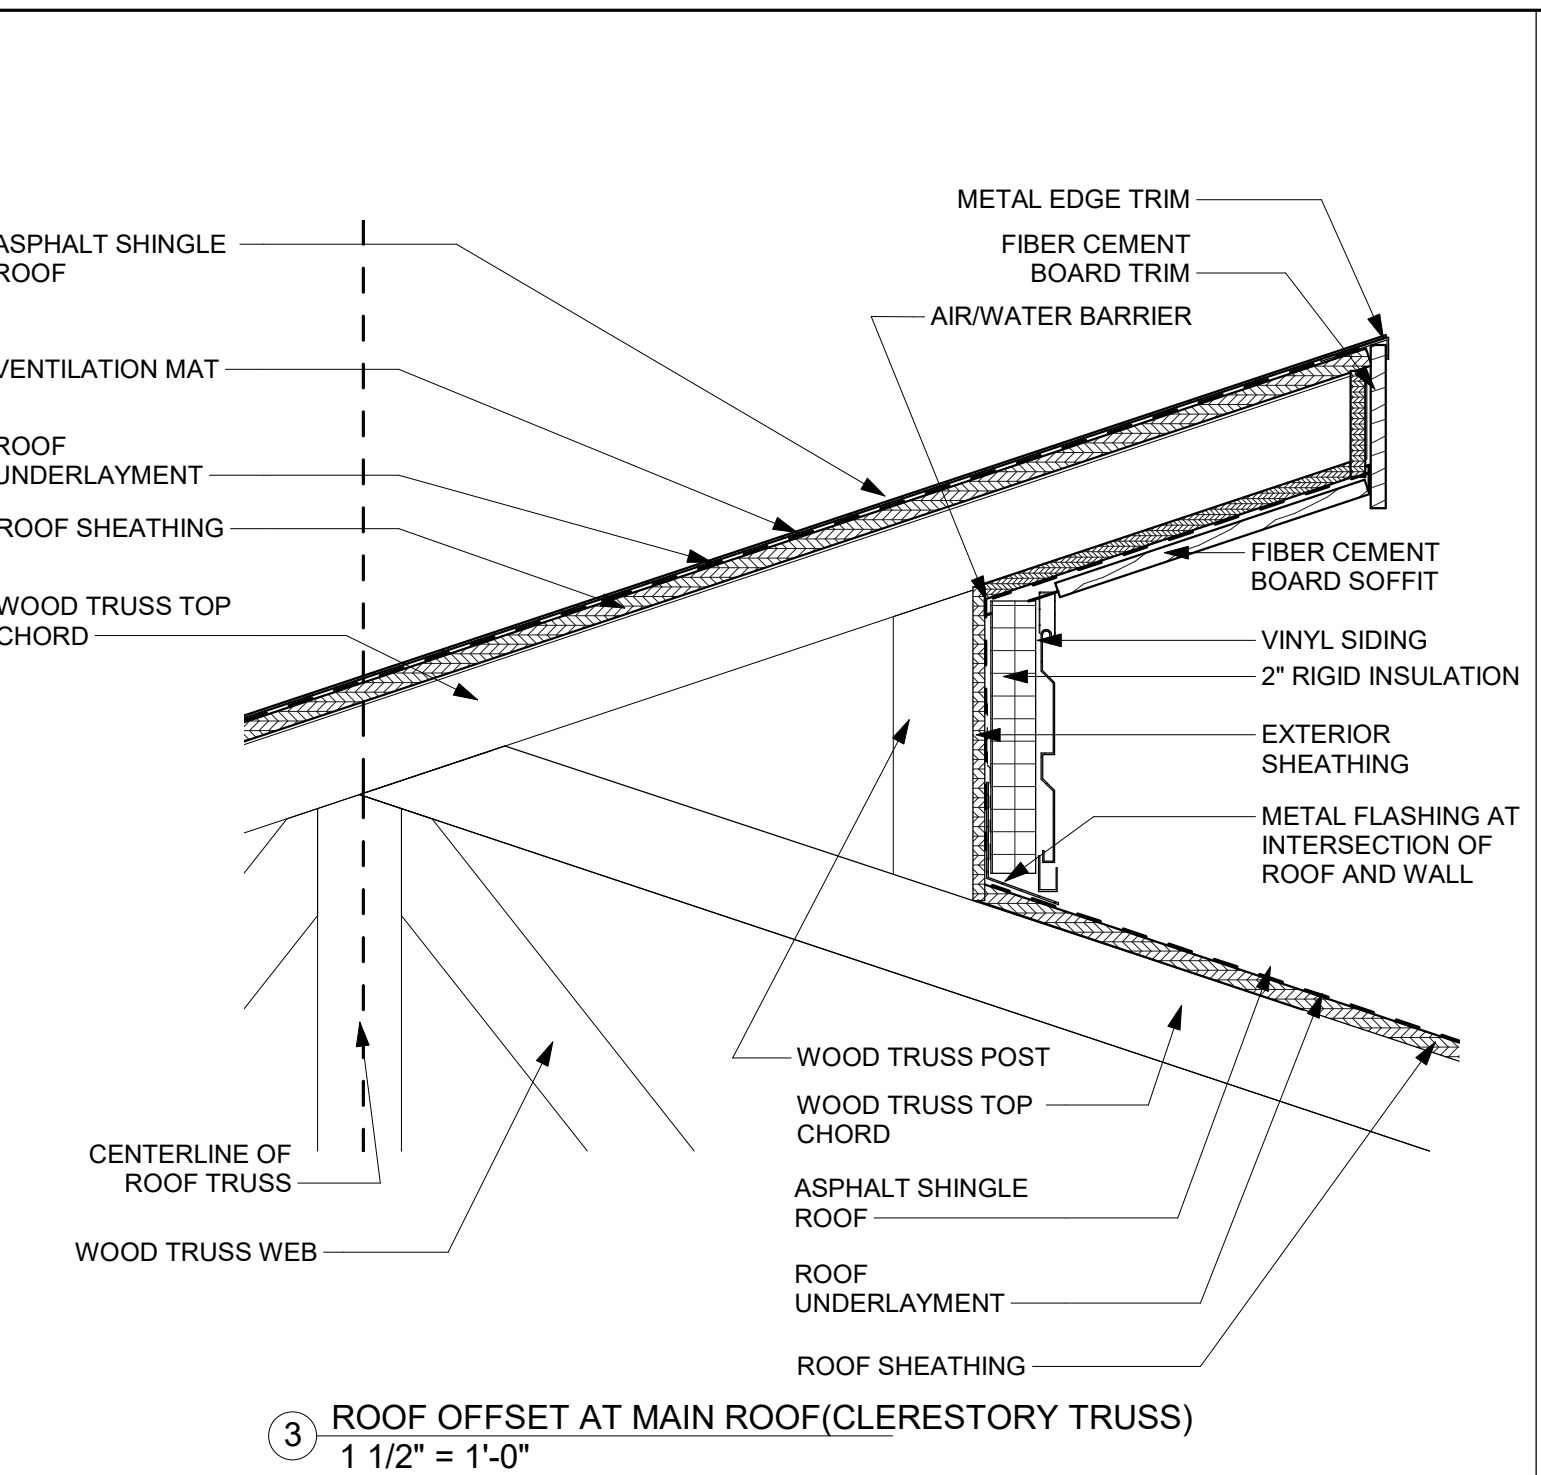 ASPHALT SHINGLE
ROOF
VENTILATION MAT
ROOF
UNDERLAYMENT
ROOF SHEATHING
WOOD TRUSS TOP
CHORD
METAL EDGE TRIM
FIBER CEMENT
BOARD TRIM
AIR/WATER BARRIER
FIBER CEMENT
BOARD SOFFIT
VINYL SIDING
2" RIGID INSULATION
EXTERIOR
SHEATHING
METAL FLASHING AT
INTERSECTION OF
ROOF AND WALL
WOOD TRUSS POST
WOOD TRUSS TOP
CHORD
ASPHALT SHINGLE
ROOF
ROOF
UNDERLAYMENT
ROOF SHEATHING
CENTERLINE OF
ROOF TRUSS
WOOD TRUSS WEB
3
ROOF OFFSET AT MAIN ROOF(CLERESTORY TRUSS)
1 1/2" = 1'-0"